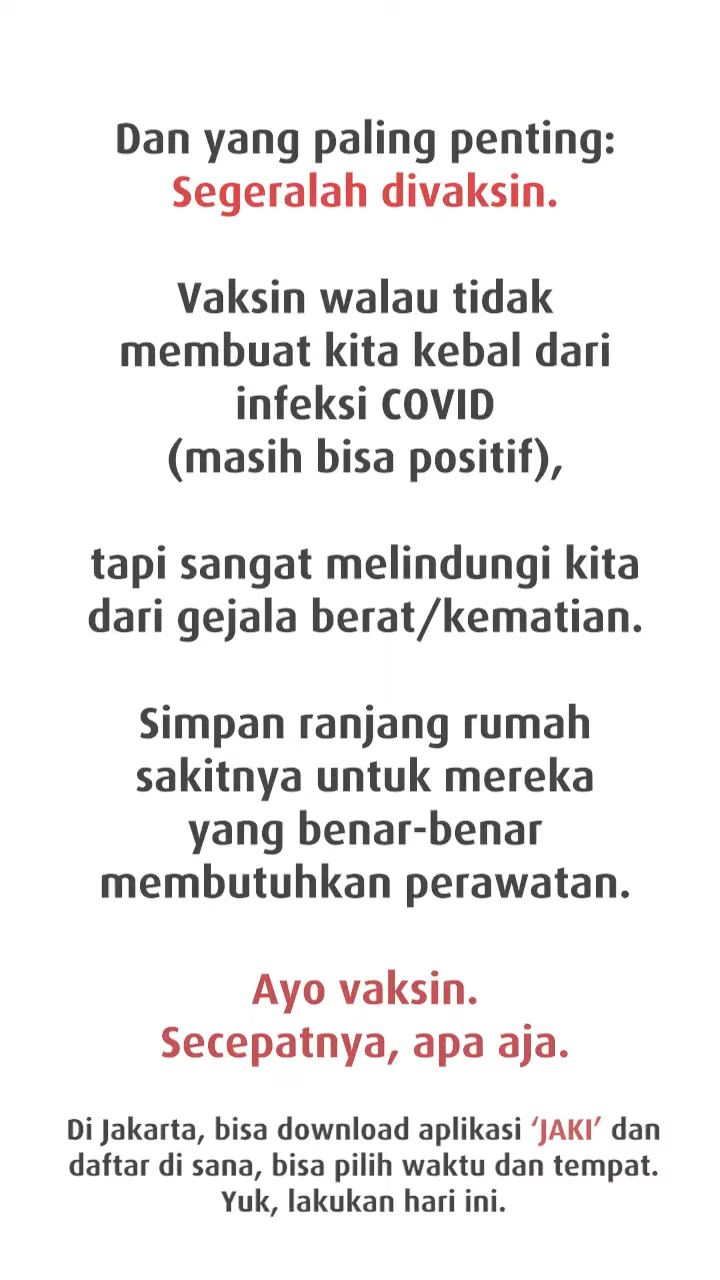 Dan yang paling penting:
Segeralah divaksin.
Vaksin walau tidak
membuat kita kebal dari
infeksi COVID
(masih bisa positif),
tapi sangat melindungi kita
dari gejala berat/kematian.
Simpan ranjang rumah
sakitnya untuk mereka
yang benar-benar
membutuhkan perawatan.
Ayo vaksin.
Secepatnya, apa aja.
Di Jakarta, bisa download aplikasi ‘JAKI’ dan
daftar di sana, bisa pilih waktu dan tempat.
Yuk, lakukan hari ini.